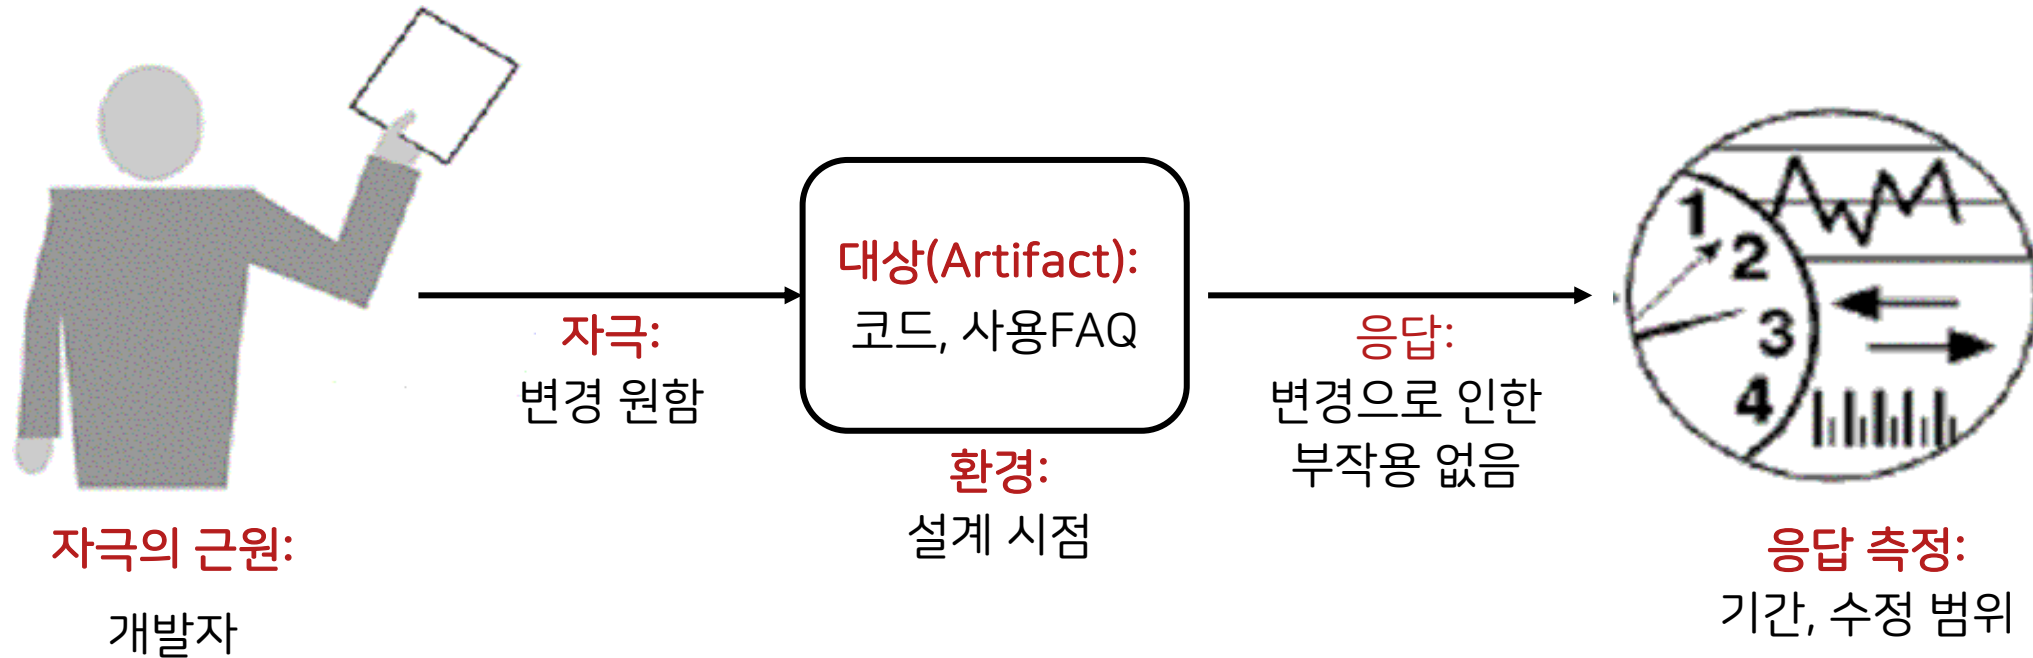 자극의 근원:
개발자
자극:
변경 원함
대상(Artifact):
코드, 사용FAQ
환경:
설계 시점
응답:
변경으로 인한
부작용 없음
1
2
3
4
응답 측정:
기간, 수정 범위